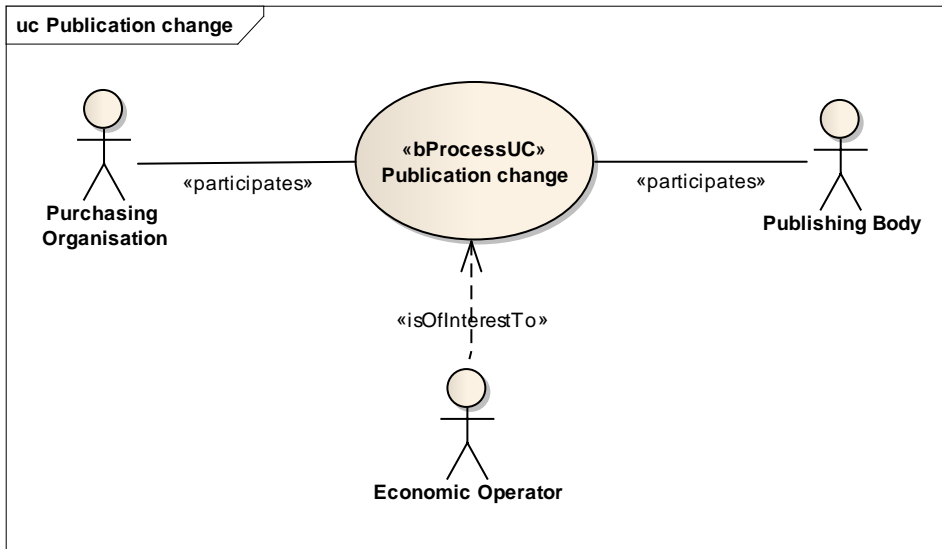 uc Publication change
«bProcessUC»
Publication change
«participates»
«participates»
Purchasing
Organisation
Publishing Body
«isOfInterestTo»
Economic Operator